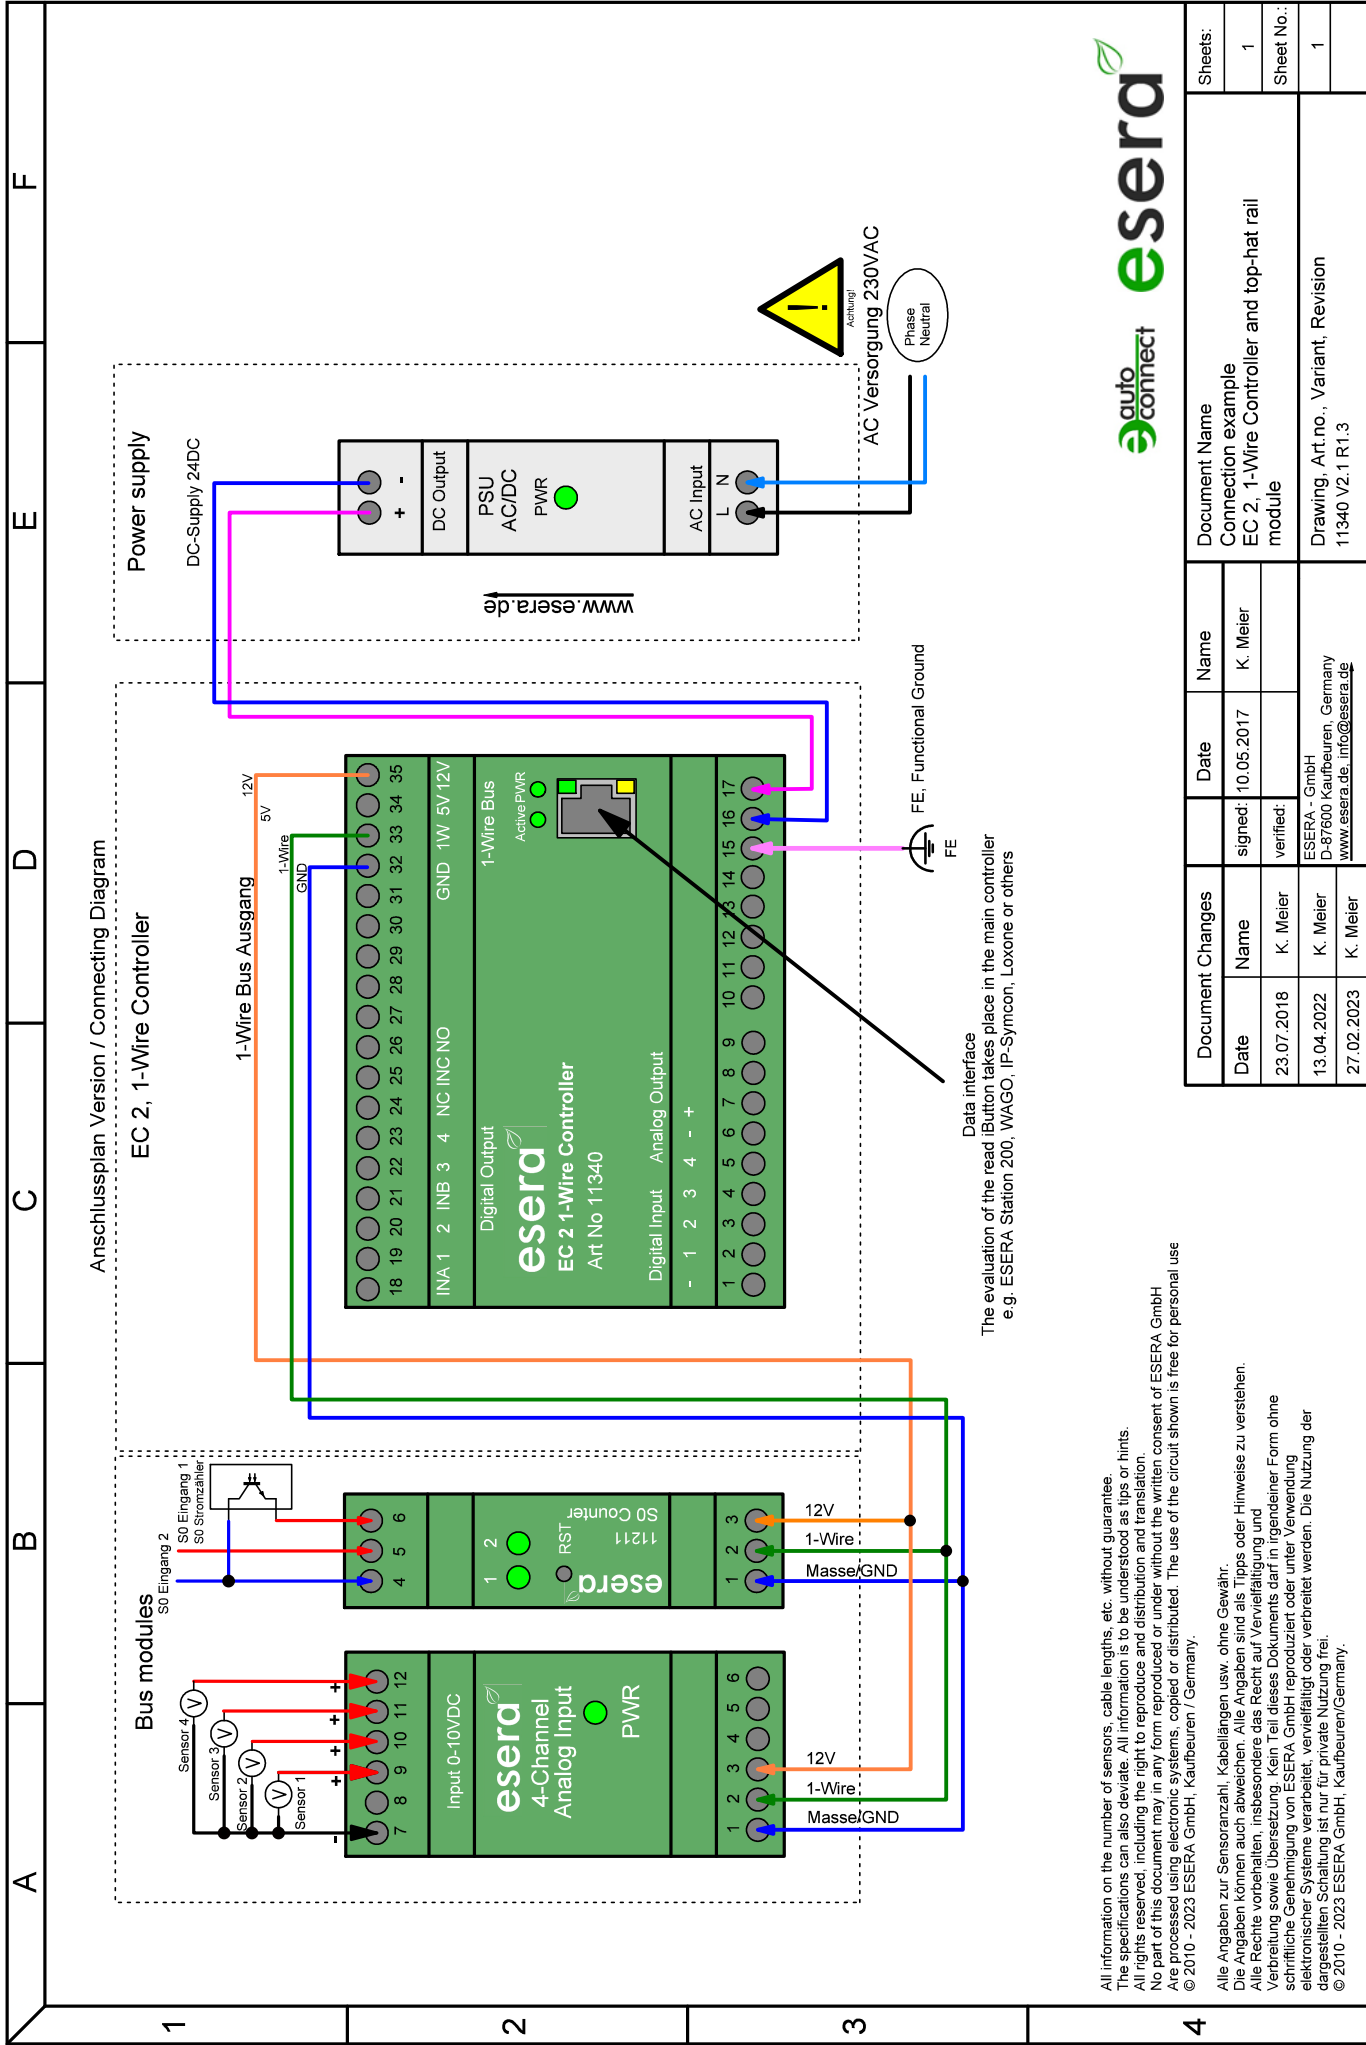 A
B
C
D
E
F
1
2
3
4
Anschlussplan Version / Connecting Diagram
Bus modules
Sensor 4
Sensor 3
Sensor 2
Sensor 1
V
V
V
V
-
+
+
+
+
7
8
9
10
11
12
Input 0-10VDC
esera
4-Channel
Analog Input
PWR
1
2
3
4
5
6
Masse/GND
1-Wire
12V
S0 Eingang 2
S0 Eingang 1
S0 Stromzähler
4
5
6
1
2
RST
esera
11211
S0 Counter
1
2
3
Masse/GND
1-Wire
12V
EC 2, 1-Wire Controller
1-Wire Bus Ausgang
GND
1-Wire
5V
12V
18 19 20 21 22 23 24 25 26 27 28 29 30 31 32 33 34 35
INA 1 2 INB 3 4 NC INC NO GND 1W 5V 12V
Digital Output
1-Wire Bus
Active PWR
esera
EC 2 1-Wire Controller
Art No 11340
Digital Input Analog Output
- 1 2 3 4 - +
1 2 3 4 5 6 7 8 9 10 11 12 13 14 15 16 17
FE
FE, Functional Ground
Data interface
The evaluation of the read iButton takes place in the main controller
e.g. ESERA Station 200, WAGO, IP-Symcon, Loxone or others
Power supply
DC-Supply 24DC
+ -
DC Output
PSU
AC/DC
PWR
AC Input
L N
www.esera.de
!
Achtung!
AC Versorgung 230VAC
Phase
Neutral
All information on the number of sensors, cable lengths, etc. without guarantee.
The specifications can also deviate. All information is to be understood as tips or hints.
All rights reserved, including the right to reproduce and distribution and translation.
No part of this document may in any form reproduced or under without the written consent of ESERA GmbH
Are processed using electronic systems, copied or distributed. The use of the circuit shown is free for personal use
© 2010 - 2023 ESERA GmbH, Kaufbeuren / Germany.
Alle Angaben zur Sensoranzahl, Kabellängen usw. ohne Gewähr.
Die Angaben können auch abweichen. Alle Angaben sind als Tipps oder Hinweise zu verstehen.
Alle Rechte vorbehalten, insbesondere das Recht auf Vervielfältigung und
Verbreitung sowie Übersetzung. Kein Teil dieses Dokuments darf in irgendeiner Form ohne
schriftliche Genehmigung von ESERA GmbH reproduziert oder unter Verwendung
elektronischer Systeme verarbeitet, vervielfältigt oder verbreitet werden. Die Nutzung der
dargestellten Schaltung ist nur für private Nutzung frei.
© 2010 - 2023 ESERA GmbH, Kaufbeuren/Germany.
auto
connect
esera
Document Changes
Date Name
23.07.2018 K. Meier
13.04.2022 K. Meier
27.02.2023 K. Meier
Date Name
signed: 10.05.2017 K. Meier
verified:
ESERA - GmbH
D-87600 Kaufbeuren, Germany
www.esera.de, info@esera.de
Document Name
Connection example
EC 2, 1-Wire Controller and top-hat rail
module
Drawing, Art.no., Variant, Revision
11340 V2.1 R1.3
Sheets:
1
Sheet No.:
1